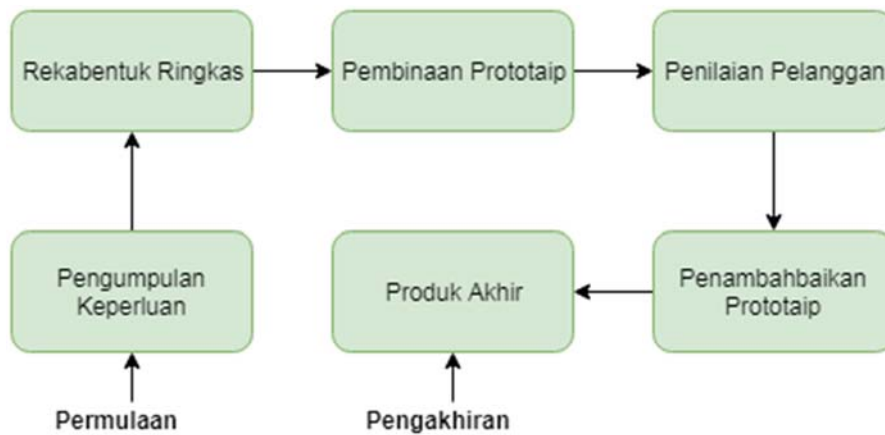 Rekabentuk Ringkas
Pembinaan Prototaip
Penilaian Pelanggan
Pengumpulan
Keperluan
Produk Akhir
Penambahbaikan
Prototaip
Permulaan
Pengakhiran